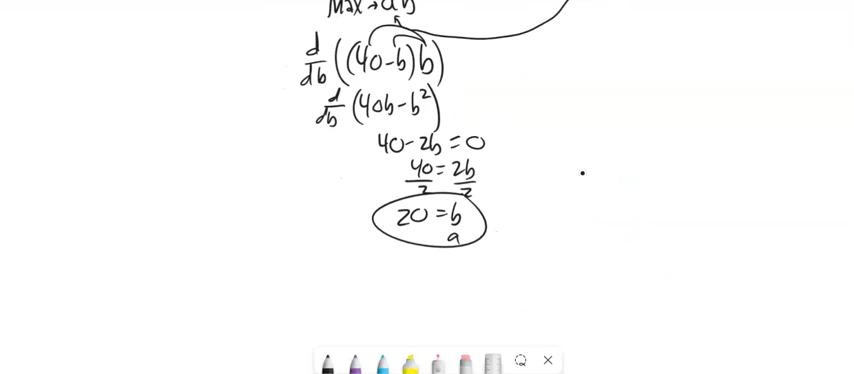 Max → ab
d/db ((40-b)b)
d/db (40b-b²)
40-2b=0
40/2=2b/2
20=b
a